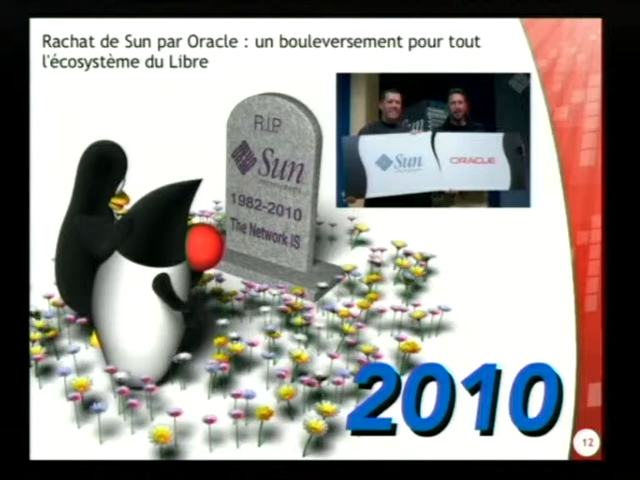 Rachat de Sun par Oracle : un bouleversement pour tout
l'écosystème du Libre
R.I.P
Sun
1982-2010
The Network IS
Sun
ORACLE
2010
12